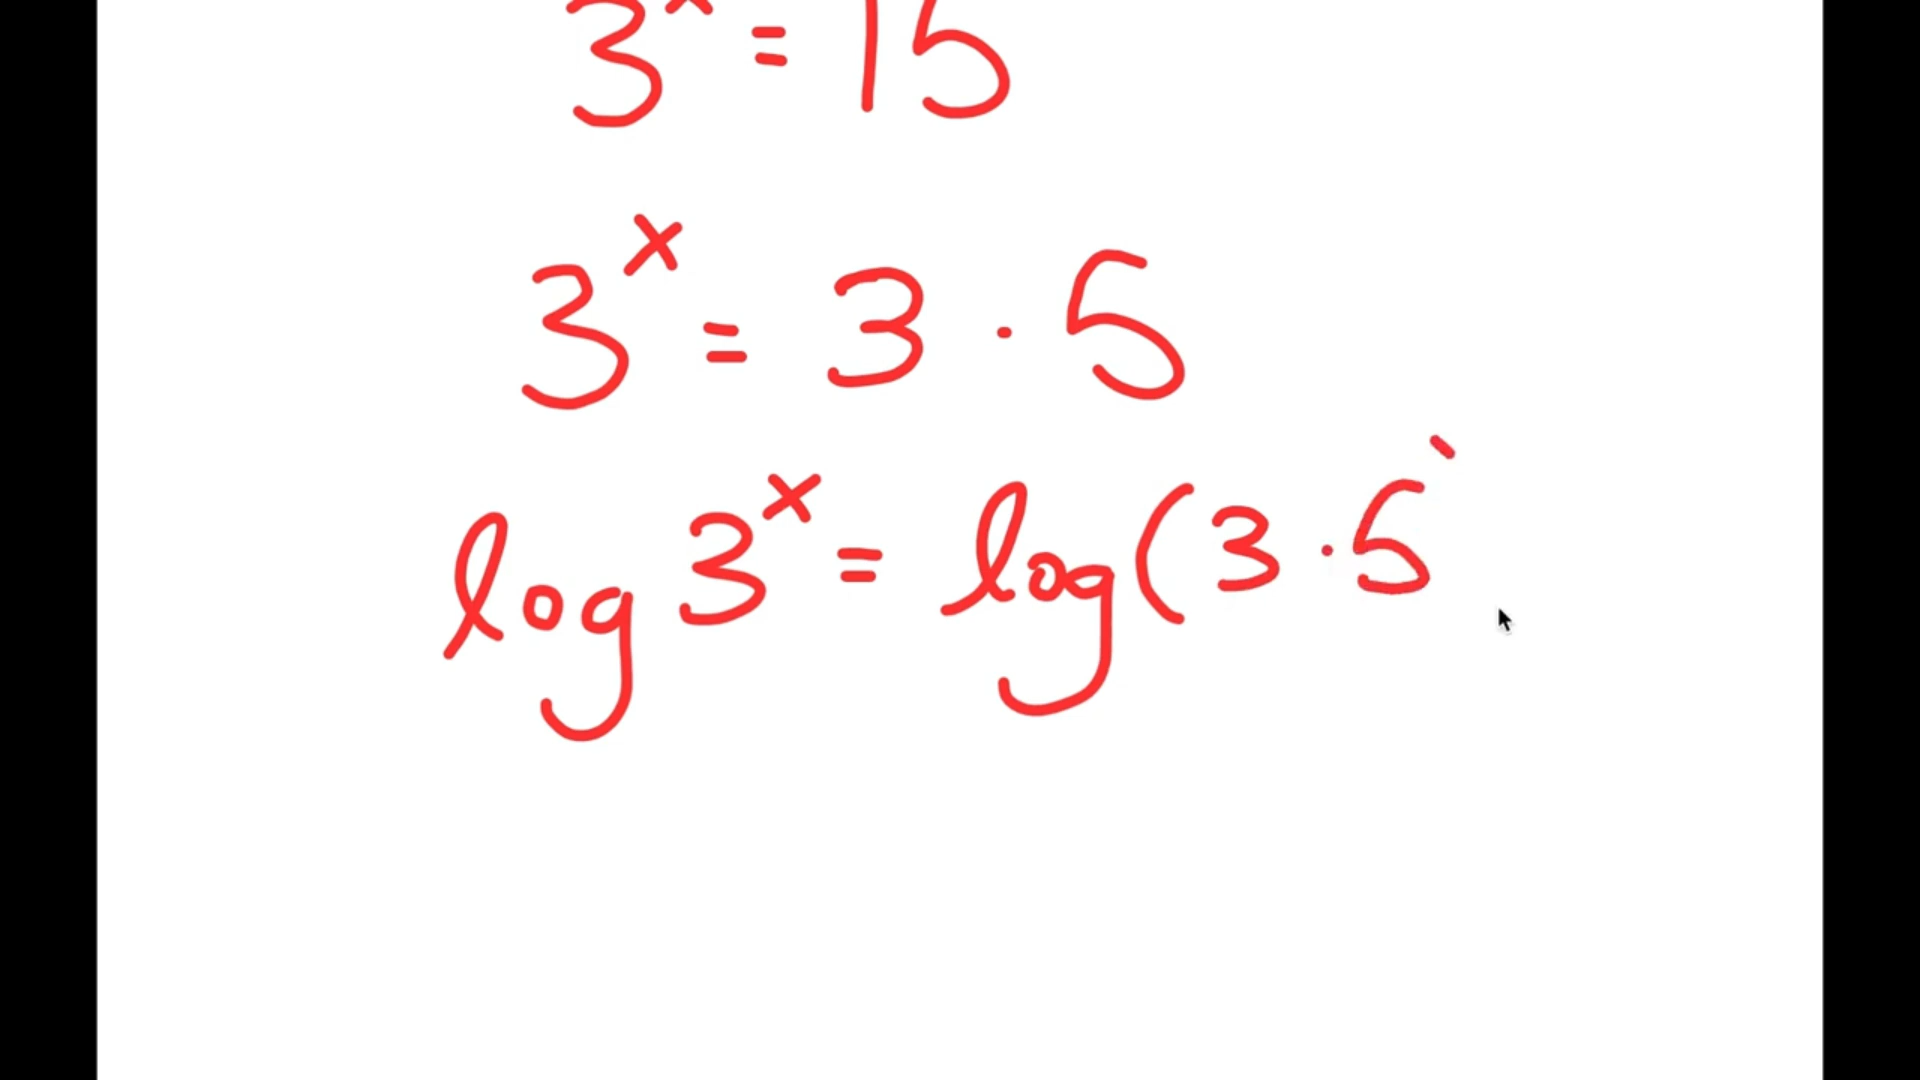 3^x = 15
3^x = 3 · 5
log 3^x = log(3 · 5